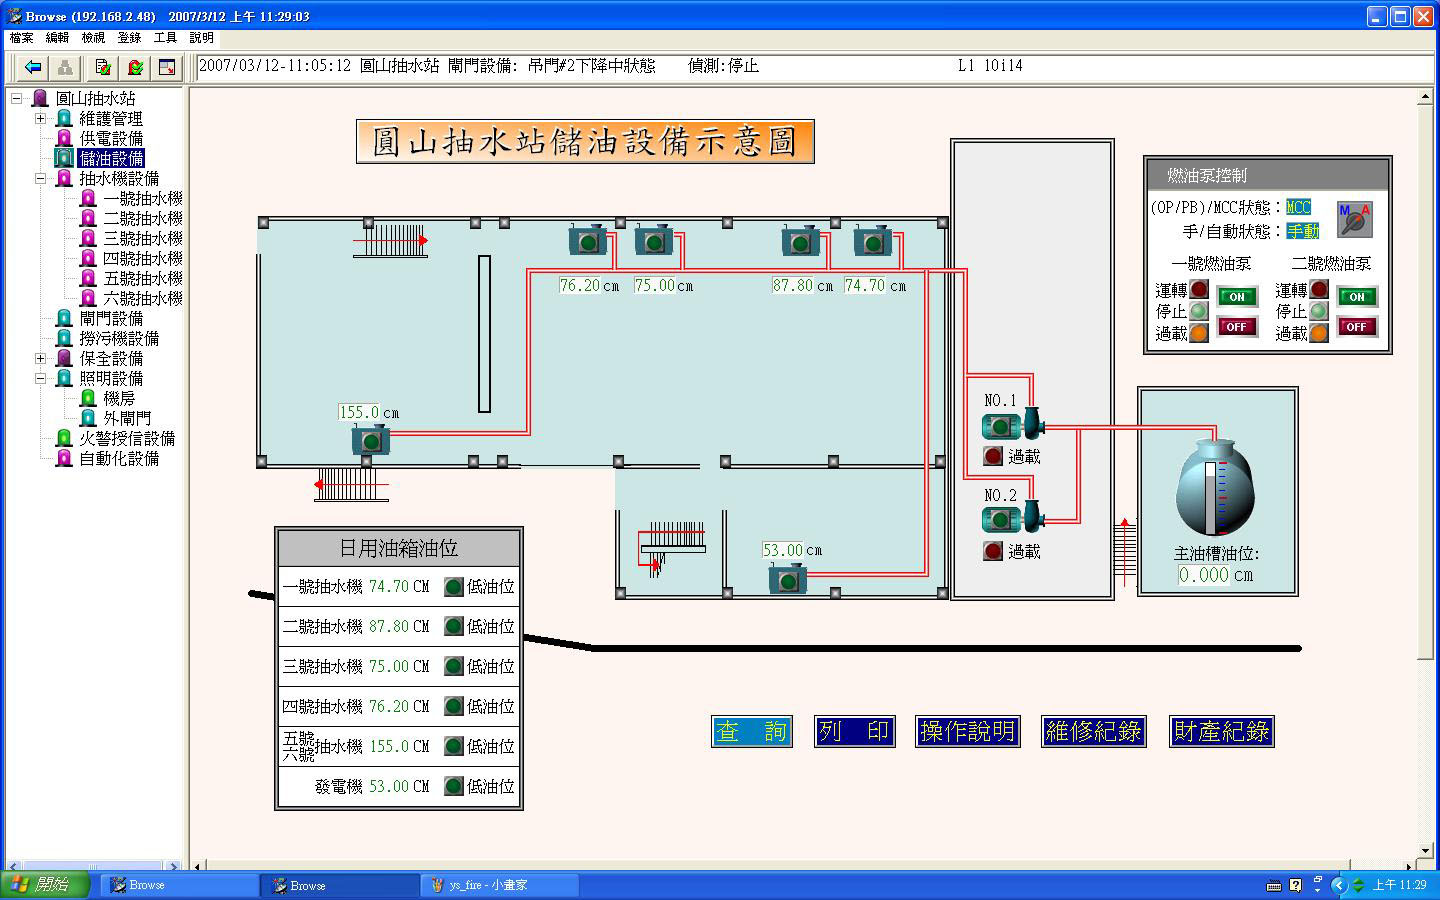 Browse (192.168.2.48) 2007/3/12 上午 11:29:03
檔案 編輯 檢視 登錄 工具 說明
2007/03/12-11:05:12 圓山抽水站 閘門設備: 吊門#2下降中狀態 偵測:停止 L1 10i14
圓山抽水站
維護管理
供電設備
儲油設備
抽水機設備
一號抽水機
二號抽水機
三號抽水機
四號抽水機
五號抽水機
六號抽水機
閘門設備
撈污機設備
保全設備
照明設備
機房
外閘門
火警授信設備
自動化設備
圓山抽水站儲油設備示意圖
76.20 cm
75.00 cm
87.80 cm
74.70 cm
155.0 cm
53.00 cm
燃油泵控制
(OP/PB)/MCC狀態：MCC
手/自動狀態：手動
M A
一號燃油泵 二號燃油泵
運轉 ON 運轉 ON
停止 停止
過載 OFF 過載 OFF
NO.1
過載
NO.2
過載
主油槽油位:
0.000 cm
日用油箱油位
一號抽水機 74.70 CM 低油位
二號抽水機 87.80 CM 低油位
三號抽水機 75.00 CM 低油位
四號抽水機 76.20 CM 低油位
五號
六號抽水機 155.0 CM 低油位
發電機 53.00 CM 低油位
查 詢 列 印 操作說明 維修紀錄 財產紀錄
開始 Browse Browse ys_fire - 小畫家 上午 11:29